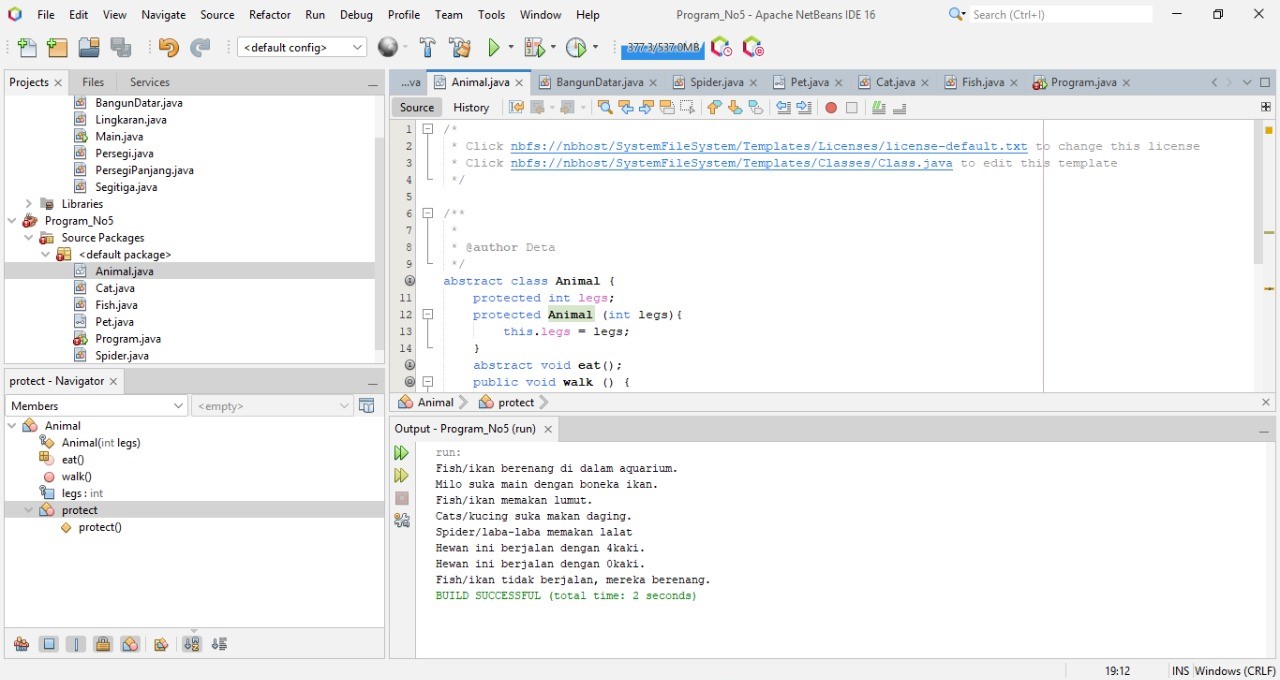 File Edit View Navigate Source Refactor Run Debug Profile Team Tools Window Help Program_No5 - Apache NetBeans IDE 16 Search (Ctrl+I)
<default config> 377.3/537.0MB
Projects Files Services
BangunDatar.java
Lingkaran.java
Main.java
Persegi.java
PersegiPanjang.java
Segitiga.java
Libraries
Program_No5
Source Packages
<default package>
Animal.java
Cat.java
Fish.java
Pet.java
Program.java
Spider.java
protect - Navigator
Members <empty>
Animal
Animal(int legs)
eat()
walk()
legs : int
protect
protect()
...va Animal.java BangunDatar.java Spider.java Pet.java Cat.java Fish.java Program.java
Source History
1 /*
2 * Click nbfs://nbhost/SystemFileSystem/Templates/Licenses/license-default.txt to change this license
3 * Click nbfs://nbhost/SystemFileSystem/Templates/Classes/Class.java to edit this template
4 */
5
6 /**
7 *
8 * @author Deta
9 */
abstract class Animal {
11 protected int legs;
12 protected Animal (int legs){
13 this.legs = legs;
14 }
abstract void eat();
public void walk () {
Animal protect
Output - Program_No5 (run)
run:
Fish/ikan berenang di dalam aquarium.
Milo suka main dengan boneka ikan.
Fish/ikan memakan lumut.
Cats/kucing suka makan daging.
Spider/laba-laba memakan lalat
Hewan ini berjalan dengan 4kaki.
Hewan ini berjalan dengan 0kaki.
Fish/ikan tidak berjalan, mereka berenang.
BUILD SUCCESSFUL (total time: 2 seconds)
19:12 INS Windows (CRLF)